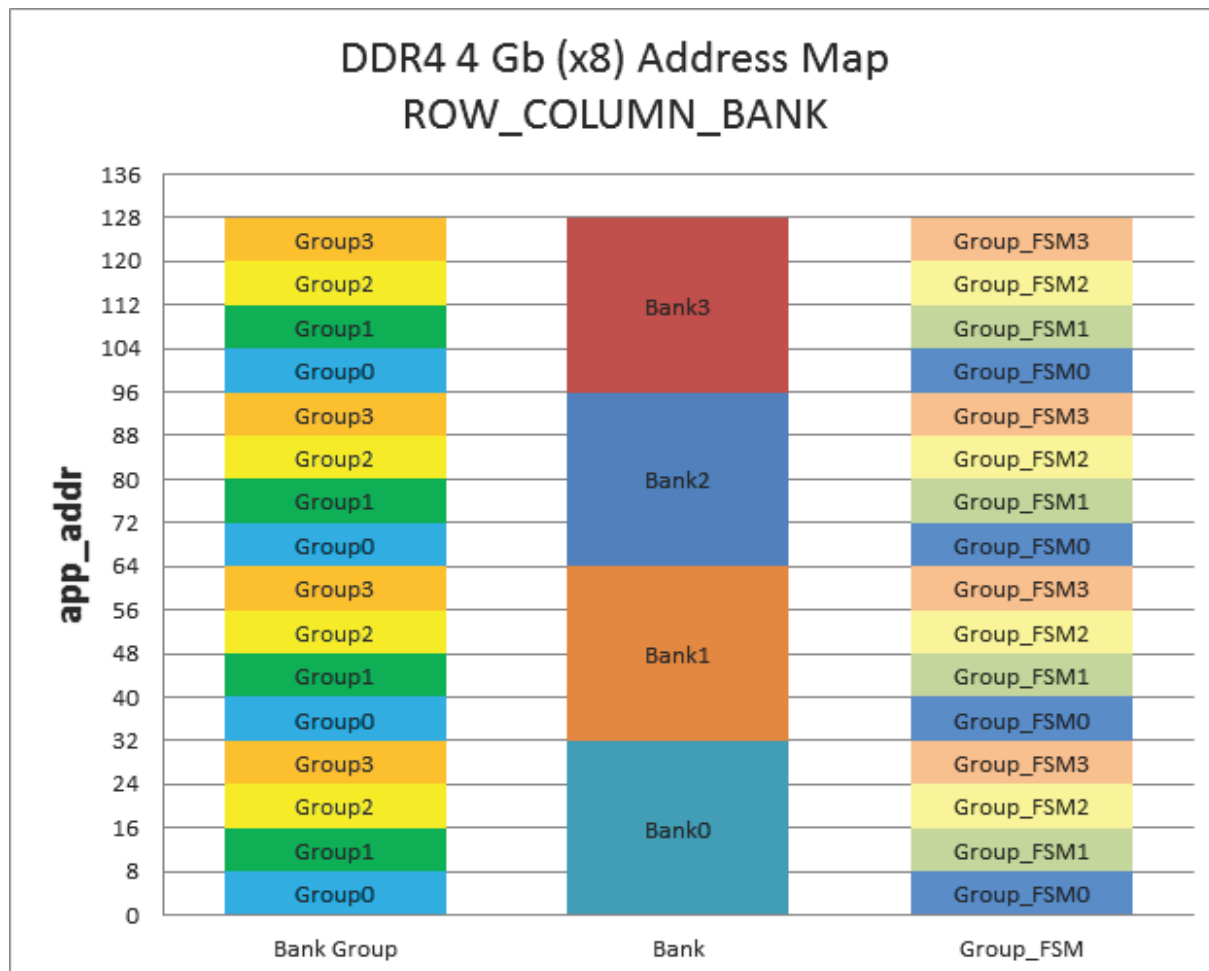 DDR4 4 Gb (x8) Address Map
ROW_COLUMN_BANK
app_addr
136
128
120
112
104
96
88
80
72
64
56
48
40
32
24
16
8
0
Group3
Group2
Group1
Group0
Group3
Group2
Group1
Group0
Group3
Group2
Group1
Group0
Group3
Group2
Group1
Group0
Bank3
Bank2
Bank1
Bank0
Group_FSM3
Group_FSM2
Group_FSM1
Group_FSM0
Group_FSM3
Group_FSM2
Group_FSM1
Group_FSM0
Group_FSM3
Group_FSM2
Group_FSM1
Group_FSM0
Group_FSM3
Group_FSM2
Group_FSM1
Group_FSM0
Bank Group
Bank
Group_FSM